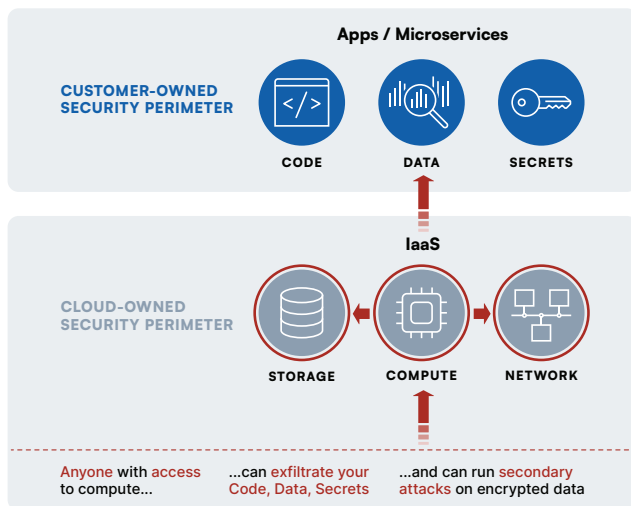 Apps / Microservices
CUSTOMER-OWNED
SECURITY PERIMETER
</>
CODE
DATA
SECRETS
IaaS
CLOUD-OWNED
SECURITY PERIMETER
STORAGE
COMPUTE
NETWORK
Anyone with access
to compute...
...can exfiltrate your
Code, Data, Secrets
...and can run secondary
attacks on encrypted data